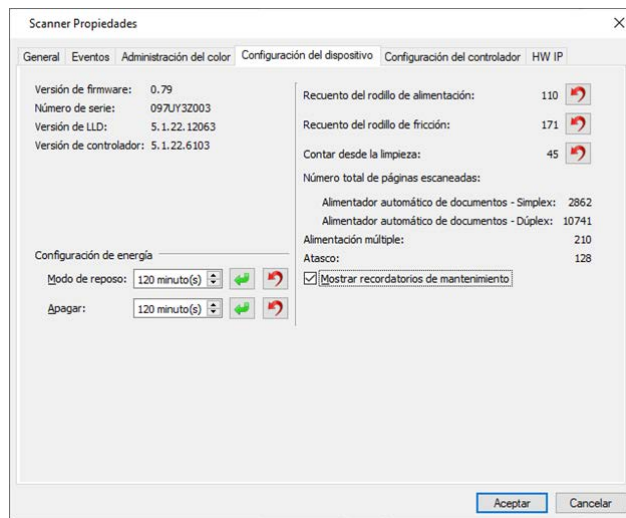 Scanner Propiedades
General Eventos Administración del color Configuración del dispositivo Configuración del controlador HW IP
Versión de firmware: 0.79
Número de serie: 097UY3Z003
Versión de LLD: 5.1.22.12063
Versión de controlador: 5.1.22.6103
Configuración de energía
Modo de reposo: 120 minuto(s)
Apagar: 120 minuto(s)
Recuento del rodillo de alimentación: 110
Recuento del rodillo de fricción: 171
Contar desde la limpieza: 45
Número total de páginas escaneadas:
Alimentador automático de documentos - Simplex: 2862
Alimentador automático de documentos - Dúplex: 10741
Alimentación múltiple: 210
Atasco: 128
Mostrar recordatorios de mantenimiento
Aceptar Cancelar